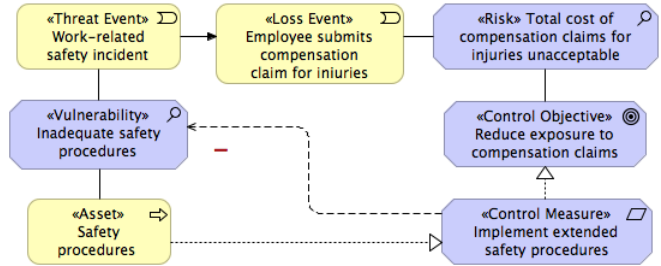 «Threat Event»
Work-related
safety incident
«Loss Event»
Employee submits
compensation
claim for injuries
«Risk» Total cost of
compensation claims for
injuries unacceptable
«Vulnerability»
Inadequate safety
procedures
«Control Objective»
Reduce exposure to
compensation claims
«Asset»
Safety
procedures
«Control Measure»
Implement extended
safety procedures